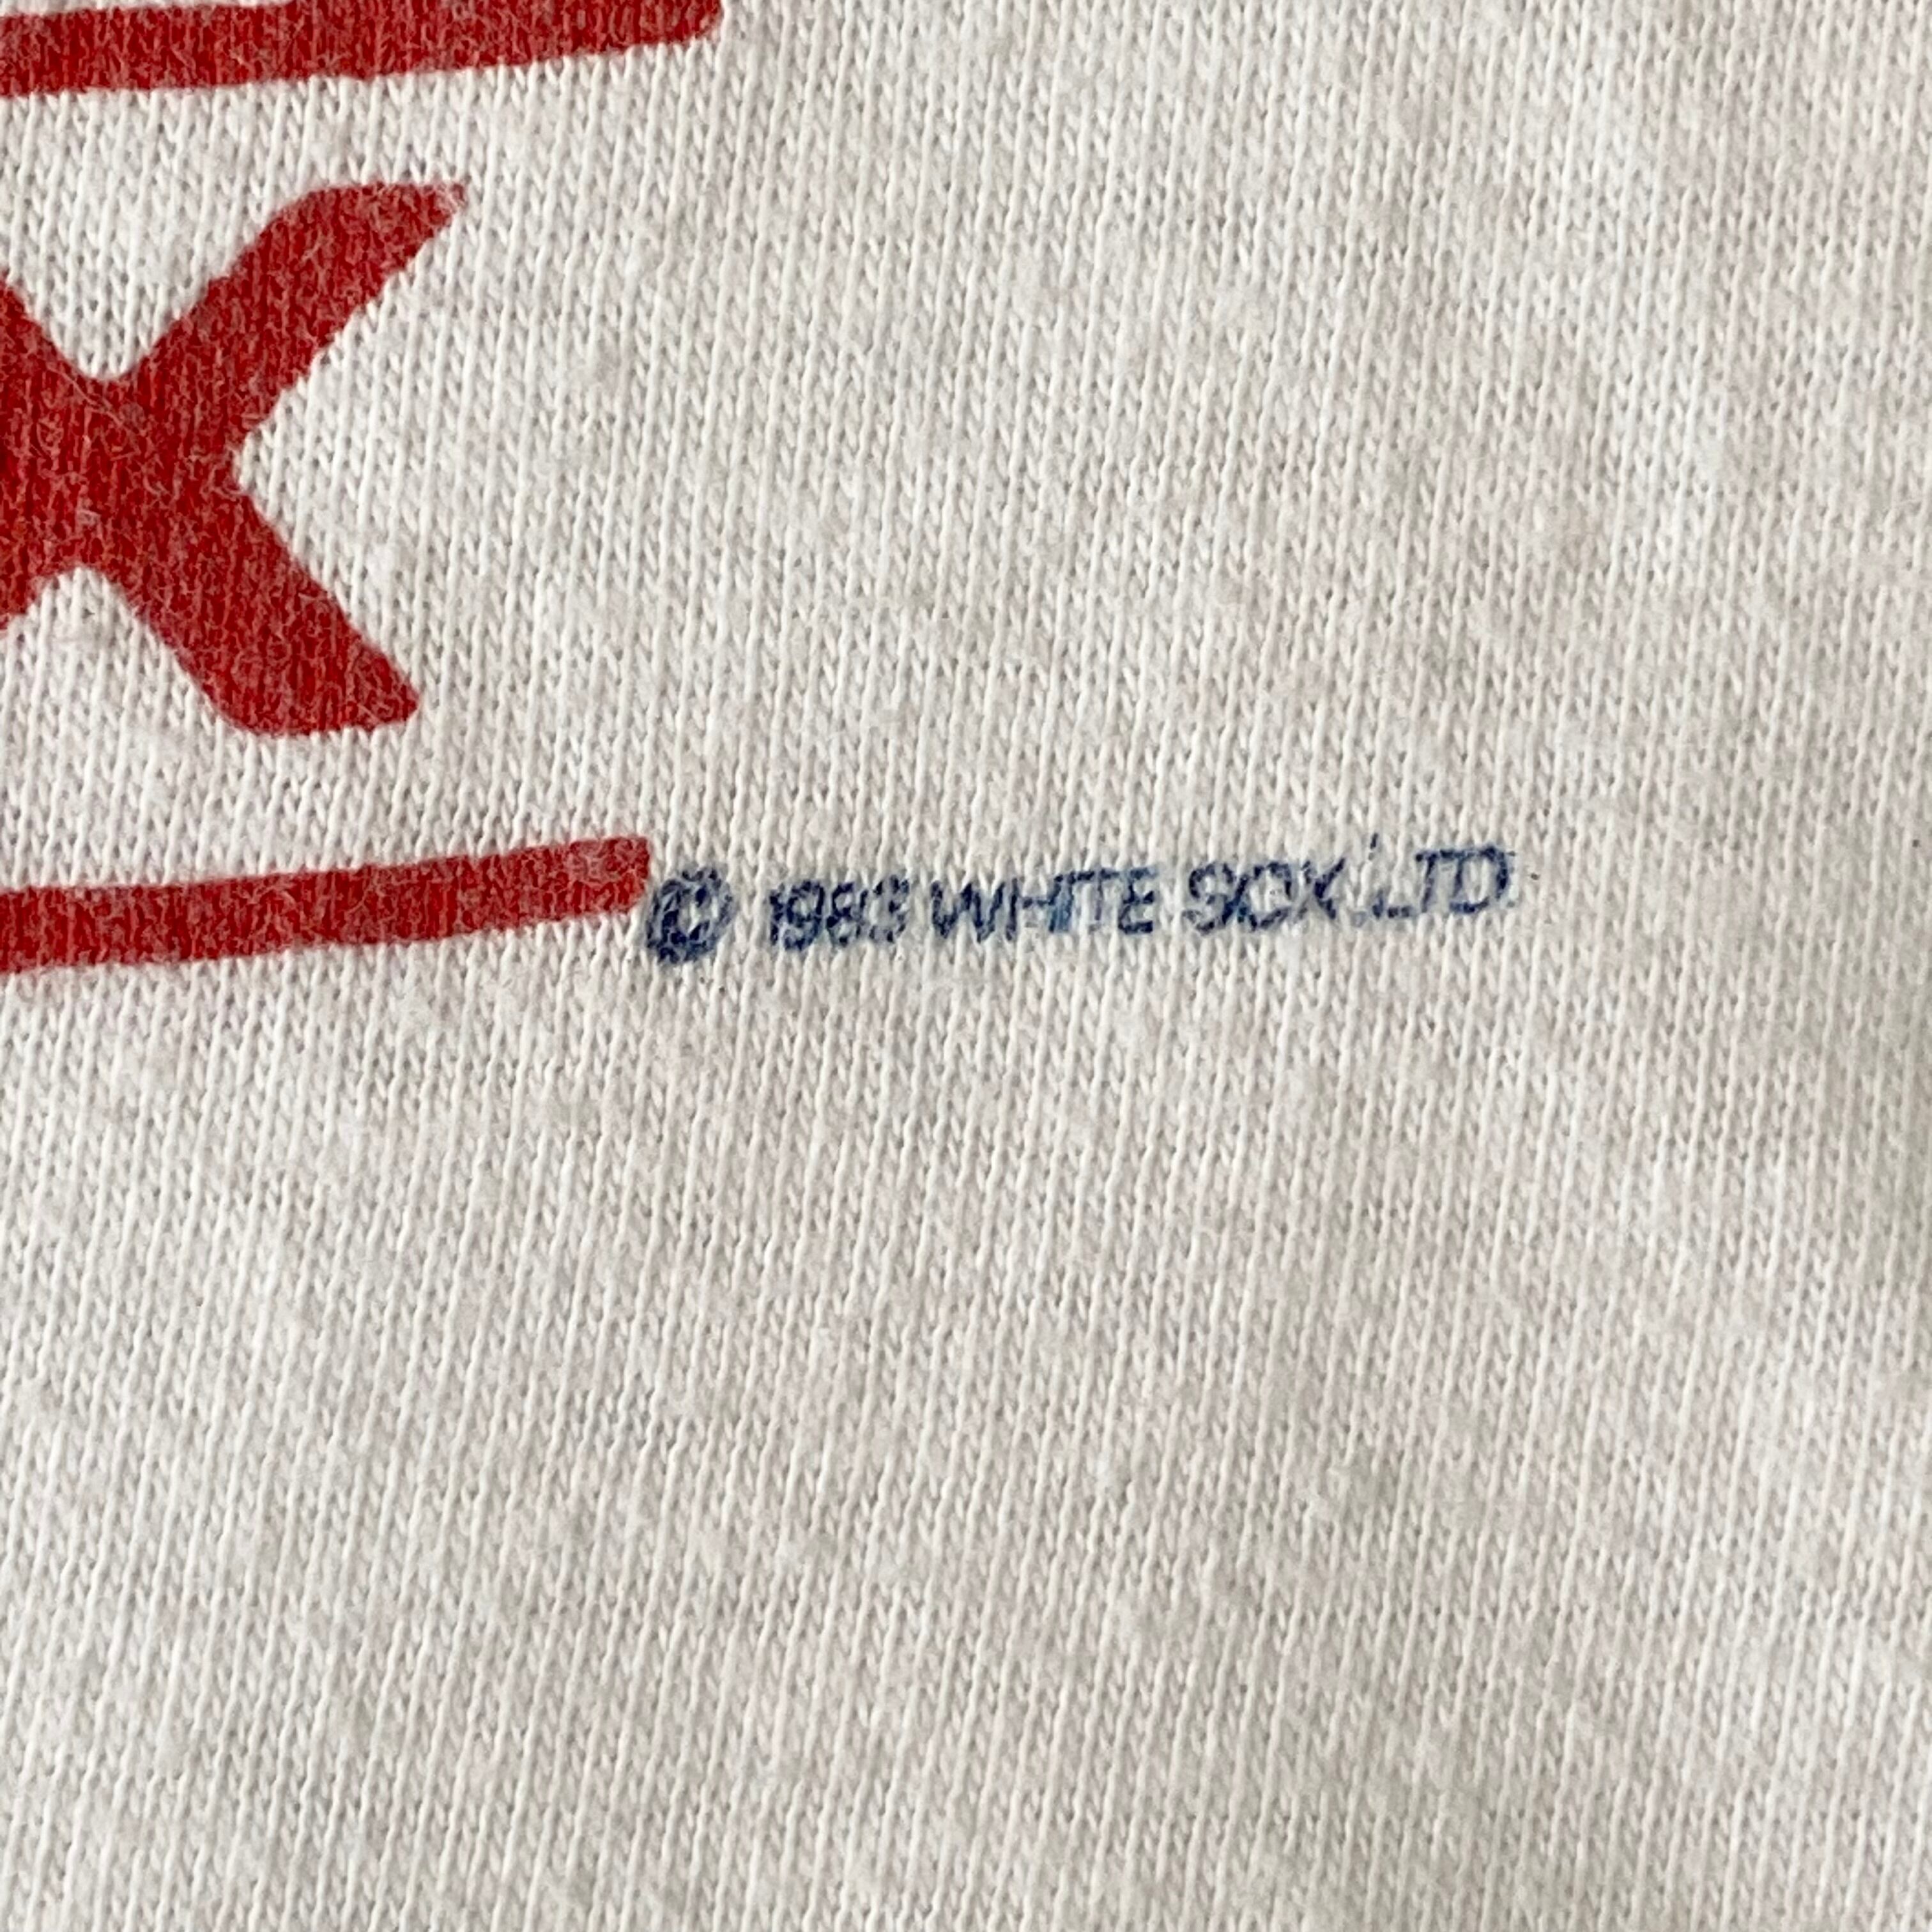 X
© 1983 WHITE SOX LTD